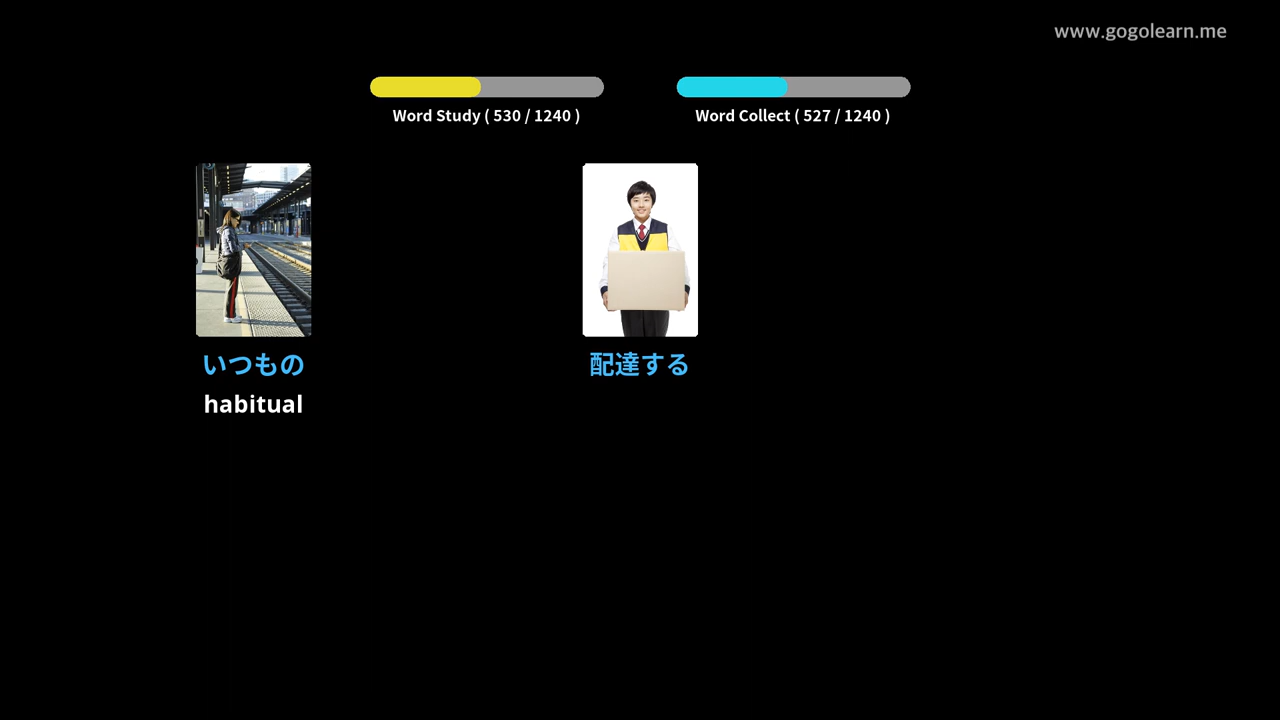 www.gogolearn.me
Word Study ( 530 / 1240 )
Word Collect ( 527 / 1240 )
いつもの
habitual
配達する